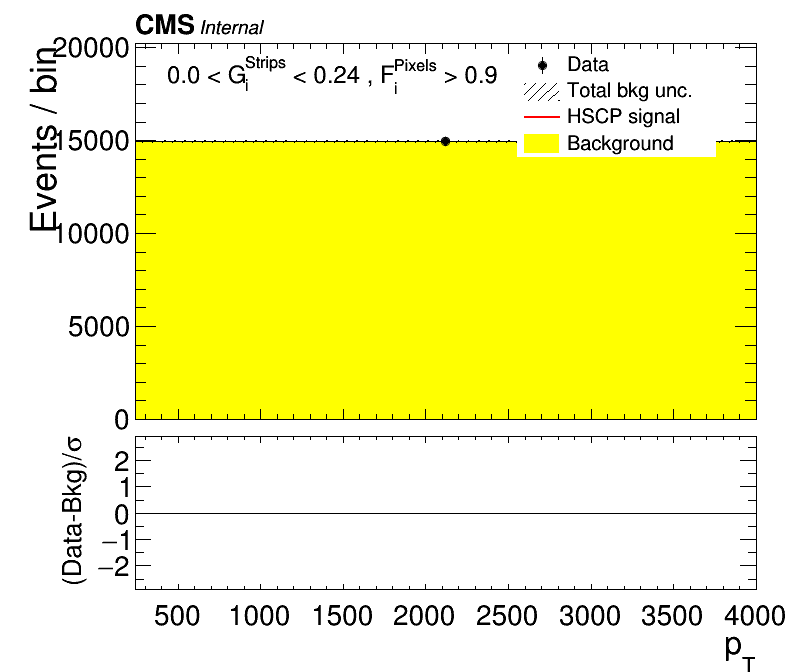 CMS Internal
0.0 < G_i^Strips < 0.24 , F_i^Pixels > 0.9
Data
Total bkg unc.
HSCP signal
Background
Events / bin
20000
15000
10000
5000
0
(Data-Bkg)/σ
2
1
0
−1
−2
500 1000 1500 2000 2500 3000 3500 4000
p_T